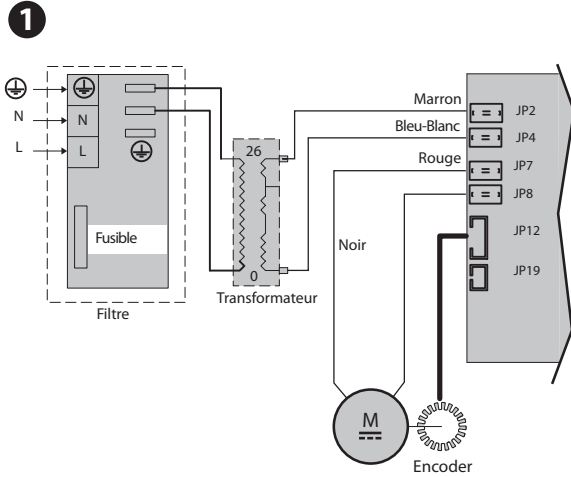 1
Marron
JP2
N
N
Bleu-Blanc
JP4
L
L
26
Rouge
JP7
JP8
Fusible
Noir
JP12
JP19
0
Transformateur
Filtre
M
Encoder